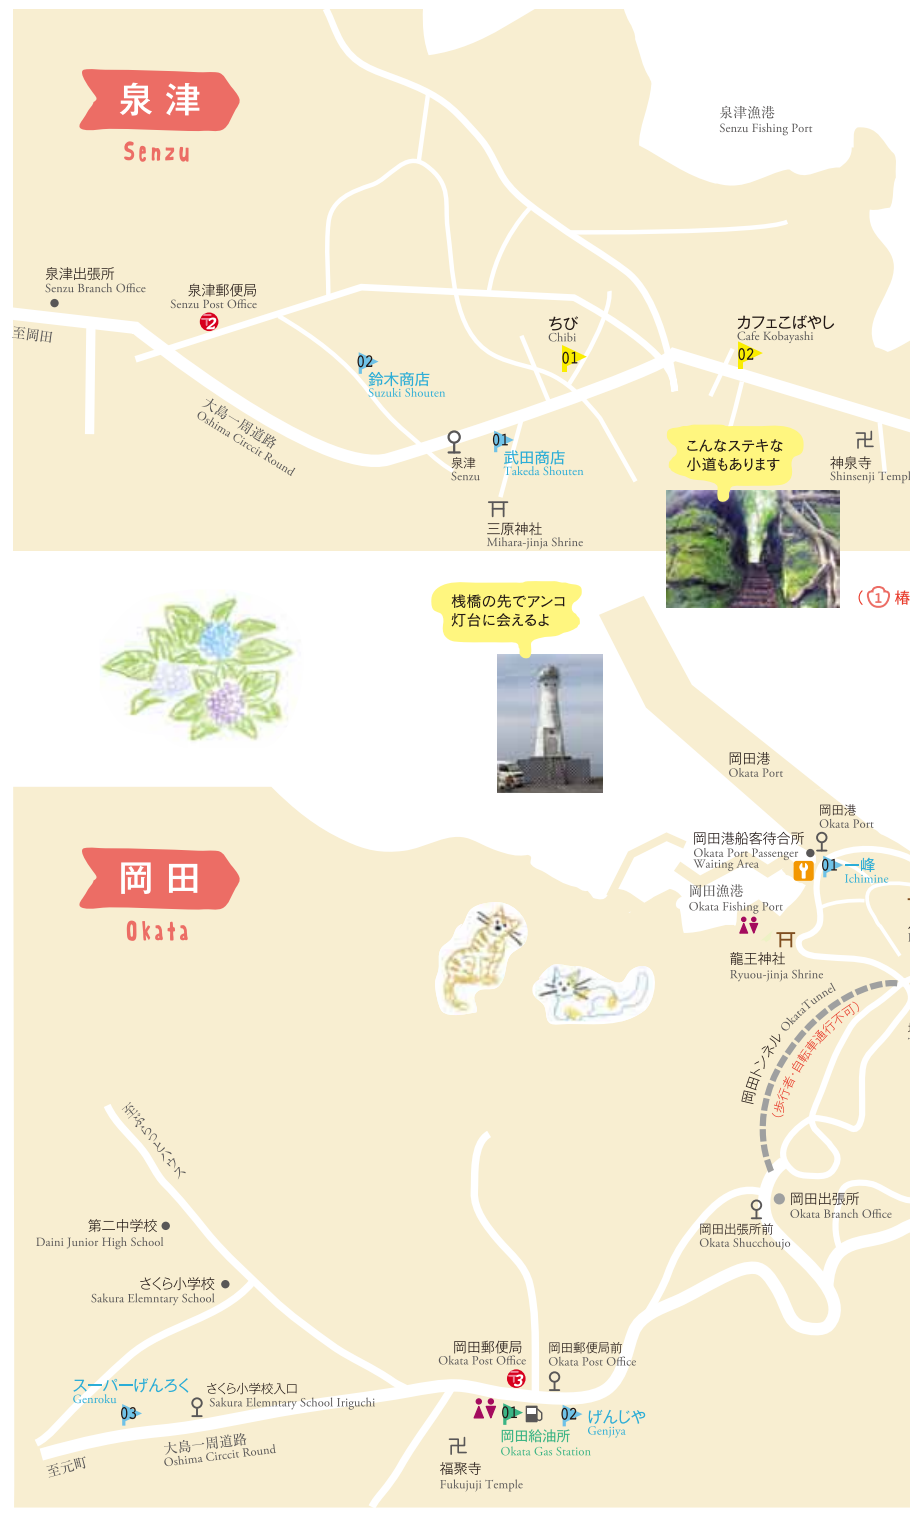 泉津
Senzu
泉津漁港
Senzu Fishing Port
泉津出張所
Senzu Branch Office
泉津郵便局
Senzu Post Office
2
至岡田
ちび
Chibi
01
カフェこばやし
Cafe Kobayashi
02
02
鈴木商店
Suzuki Shouten
大島一周道路
Oshima Circcit Round
泉津
Senzu
01
武田商店
Takeda Shouten
三原神社
Mihara-jinja Shrine
こんなステキな
小道もあります
神泉寺
Shinsenji Templ
(① 椿
桟橋の先でアンコ
灯台に会えるよ
岡田港
Okata Port
岡田港
Okata Port
岡田港船客待合所
Okata Port Passenger
Waiting Area
01
一峰
Ichimine
岡田漁港
Okata Fishing Port
龍王神社
Ryuou-jinja Shrine
岡田
Okata
岡田トンネル OkataTunnel
(歩行者・自転車通行不可)
至ぶらっとハウス
第二中学校
Daini Junior High School
さくら小学校
Sakura Elemntary School
岡田出張所
Okata Branch Office
岡田出張所前
Okata Shucchoujo
岡田郵便局
Okata Post Office
3
岡田郵便局前
Okata Post Office
スーパーげんろく
Genroku
03
さくら小学校入口
Sakura Elemntary School Iriguchi
01
岡田給油所
Okata Gas Station
02
げんじや
Genjiya
大島一周道路
Oshima Circcit Round
至元町
福聚寺
Fukujuji Temple